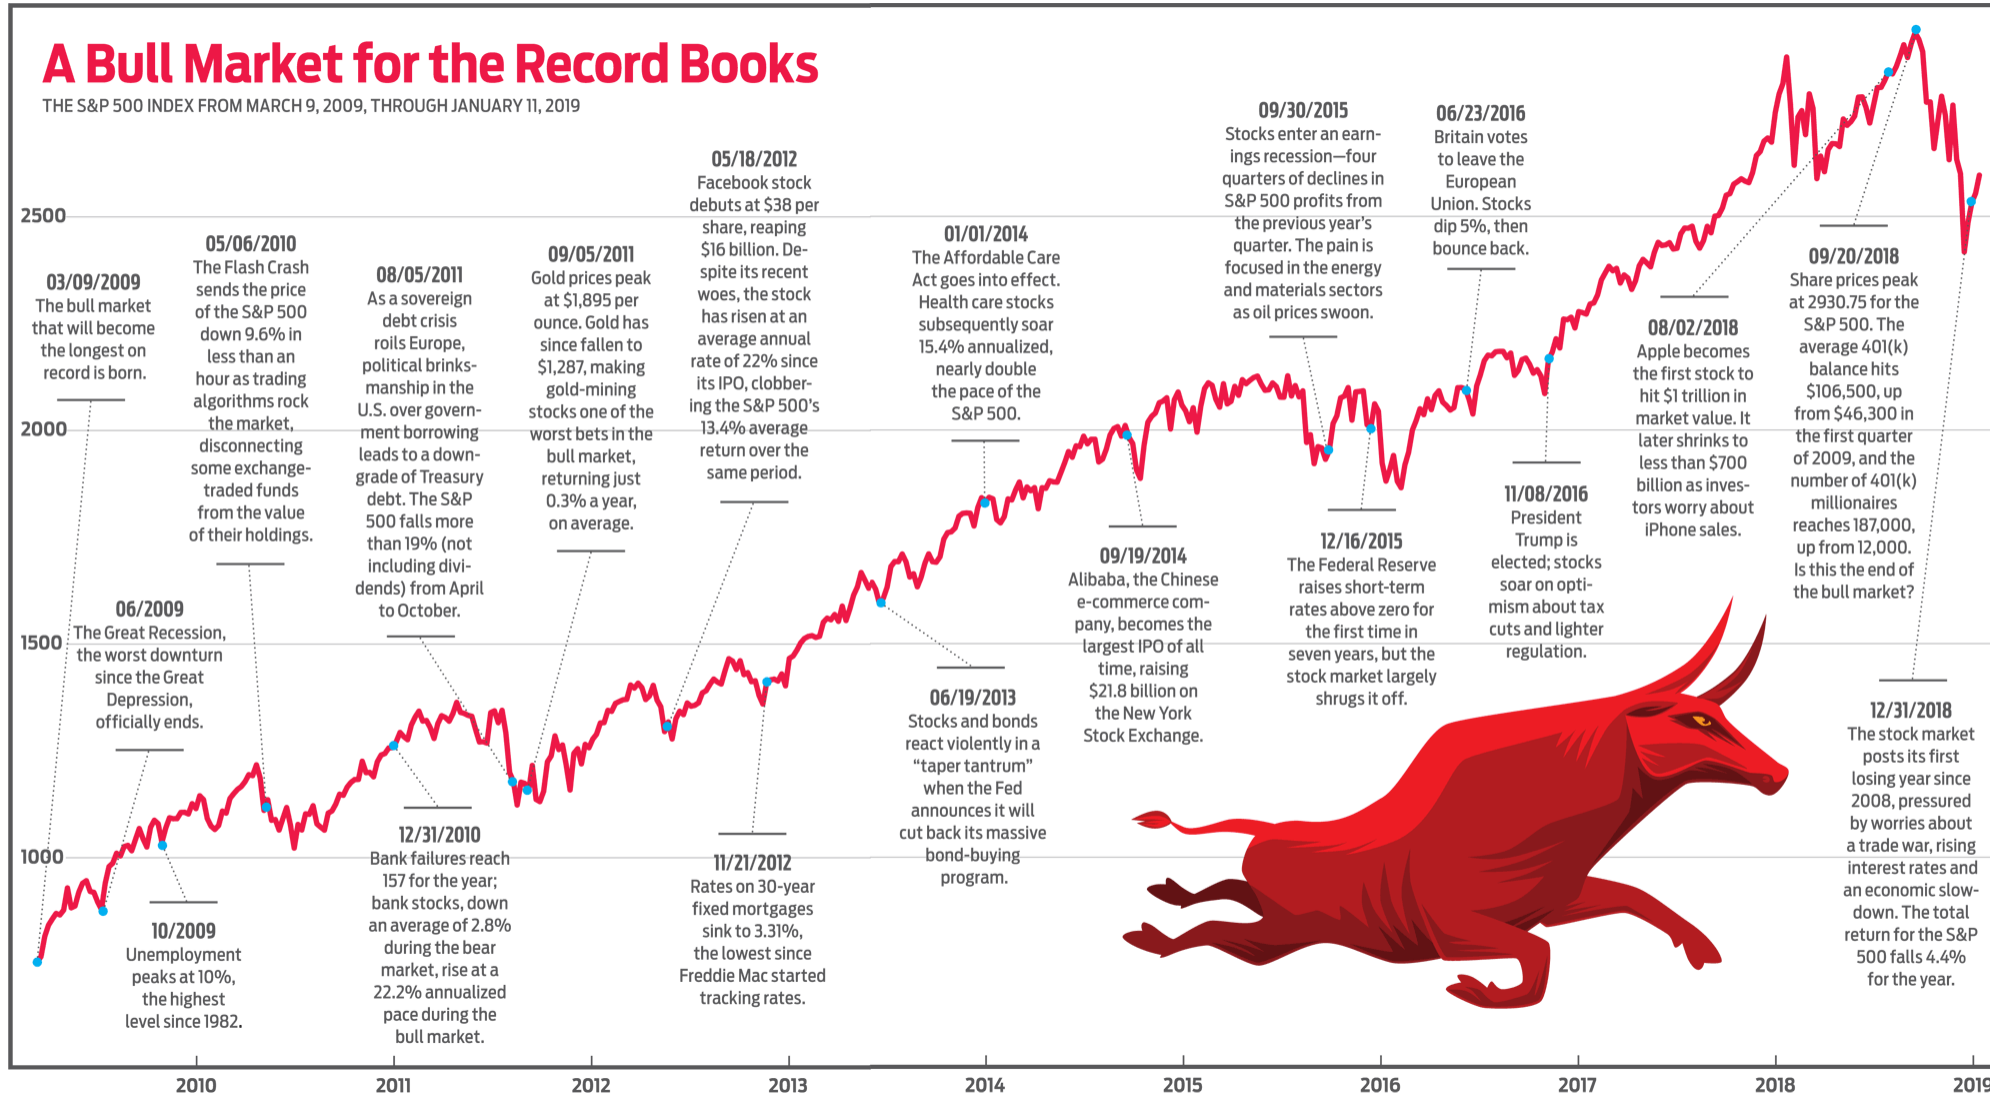 A Bull Market for the Record Books
THE S&P 500 INDEX FROM MARCH 9, 2009, THROUGH JANUARY 11, 2019
2500
2000
1500
1000
03/09/2009
The bull market
that will become
the longest on
record is born.
06/2009
The Great Recession,
the worst downturn
since the Great
Depression,
officially ends.
10/2009
Unemployment
peaks at 10%,
the highest
level since 1982.
05/06/2010
The Flash Crash
sends the price
of the S&P 500
down 9.6% in
less than an
hour as trading
algorithms rock
the market,
disconnecting
some exchange-
traded funds
from the value
of their holdings.
12/31/2010
Bank failures reach
157 for the year;
bank stocks, down
an average of 2.8%
during the bear
market, rise at a
22.2% annualized
pace during the
bull market.
08/05/2011
As a sovereign
debt crisis
roils Europe,
political brinks-
manship in the
U.S. over govern-
ment borrowing
leads to a down-
grade of Treasury
debt. The S&P
500 falls more
than 19% (not
including divi-
dends) from April
to October.
09/05/2011
Gold prices peak
at $1,895 per
ounce. Gold has
since fallen to
$1,287, making
gold-mining
stocks one of the
worst bets in the
bull market,
returning just
0.3% a year,
on average.
05/18/2012
Facebook stock
debuts at $38 per
share, reaping
$16 billion. De-
spite its recent
woes, the stock
has risen at an
average annual
rate of 22% since
its IPO, clobber-
ing the S&P 500's
13.4% average
return over the
same period.
11/21/2012
Rates on 30-year
fixed mortgages
sink to 3.31%,
the lowest since
Freddie Mac started
tracking rates.
06/19/2013
Stocks and bonds
react violently in a
“taper tantrum”
when the Fed
announces it will
cut back its massive
bond-buying
program.
01/01/2014
The Affordable Care
Act goes into effect.
Health care stocks
subsequently soar
15.4% annualized,
nearly double
the pace of the
S&P 500.
09/19/2014
Alibaba, the Chinese
e-commerce com-
pany, becomes the
largest IPO of all
time, raising
$21.8 billion on
the New York
Stock Exchange.
09/30/2015
Stocks enter an earn-
ings recession—four
quarters of declines in
S&P 500 profits from
the previous year's
quarter. The pain is
focused in the energy
and materials sectors
as oil prices swoon.
12/16/2015
The Federal Reserve
raises short-term
rates above zero for
the first time in
seven years, but the
stock market largely
shrugs it off.
06/23/2016
Britain votes
to leave the
European
Union. Stocks
dip 5%, then
bounce back.
11/08/2016
President
Trump is
elected; stocks
soar on opti-
mism about tax
cuts and lighter
regulation.
08/02/2018
Apple becomes
the first stock to
hit $1 trillion in
market value. It
later shrinks to
less than $700
billion as inves-
tors worry about
iPhone sales.
09/20/2018
Share prices peak
at 2930.75 for the
S&P 500. The
average 401(k)
balance hits
$106,500, up
from $46,300 in
the first quarter
of 2009, and the
number of 401(k)
millionaires
reaches 187,000,
up from 12,000.
Is this the end of
the bull market?
12/31/2018
The stock market
posts its first
losing year since
2008, pressured
by worries about
a trade war, rising
interest rates and
an economic slow-
down. The total
return for the S&P
500 falls 4.4%
for the year.
2010
2011
2012
2013
2014
2015
2016
2017
2018
2019